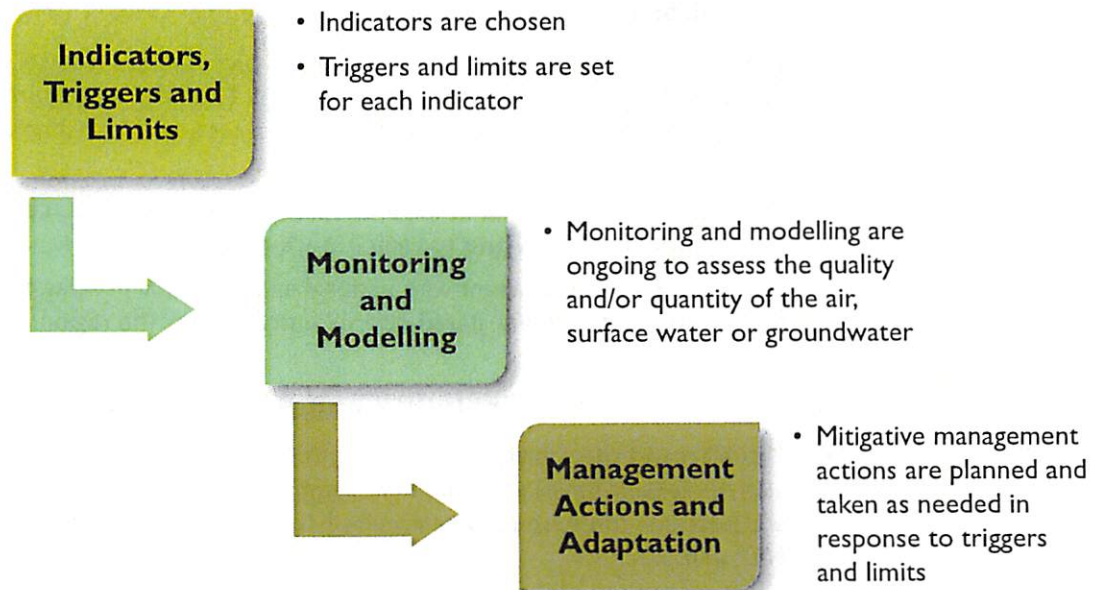 Indicators,
Triggers and
Limits
• Indicators are chosen
• Triggers and limits are set
for each indicator
Monitoring
and
Modelling
• Monitoring and modelling are
ongoing to assess the quality
and/or quantity of the air,
surface water or groundwater
Management
Actions and
Adaptation
• Mitigative management
actions are planned and
taken as needed in
response to triggers
and limits